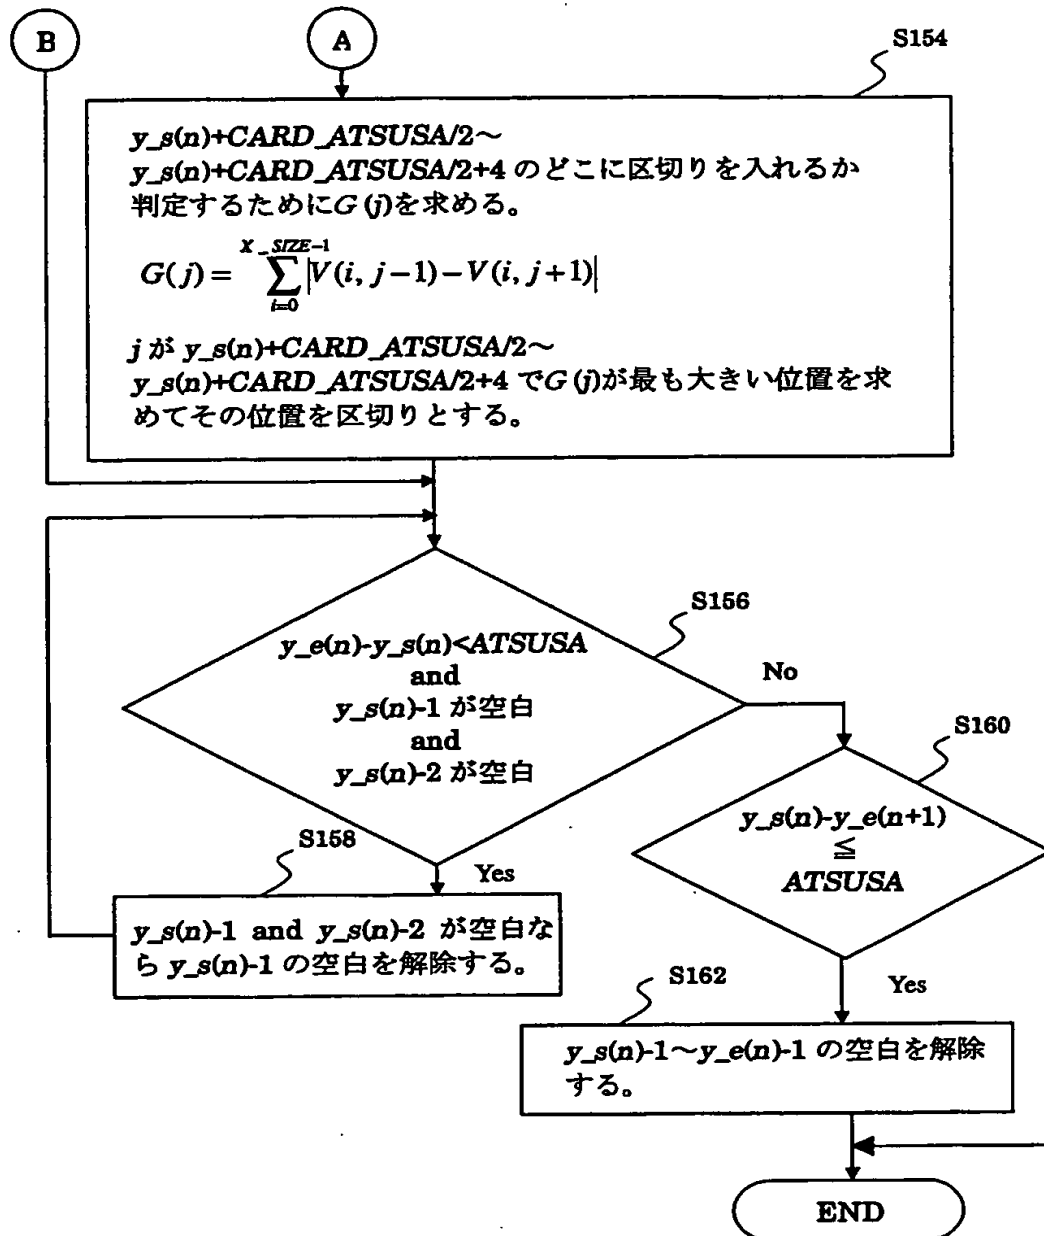 B
A
S154
y_s(n)+CARD_ATSUSA/2～
y_s(n)+CARD_ATSUSA/2+4 のどこに区切りを入れるか
判定するためにG(j)を求める。
G(j) = \sum_{i=0}^{X_SIZE-1} |V(i, j-1) - V(i, j+1)|
j が y_s(n)+CARD_ATSUSA/2～
y_s(n)+CARD_ATSUSA/2+4 でG(j)が最も大きい位置を求
めてその位置を区切りとする。
S156
y_e(n)-y_s(n)<ATSUSA
and
y_s(n)-1 が空白
and
y_s(n)-2 が空白
No
S160
y_s(n)-y_e(n+1)
≦
ATSUSA
S158
Yes
y_s(n)-1 and y_s(n)-2 が空白な
ら y_s(n)-1 の空白を解除する。
Yes
S162
y_s(n)-1～y_e(n)-1 の空白を解除
する。
END